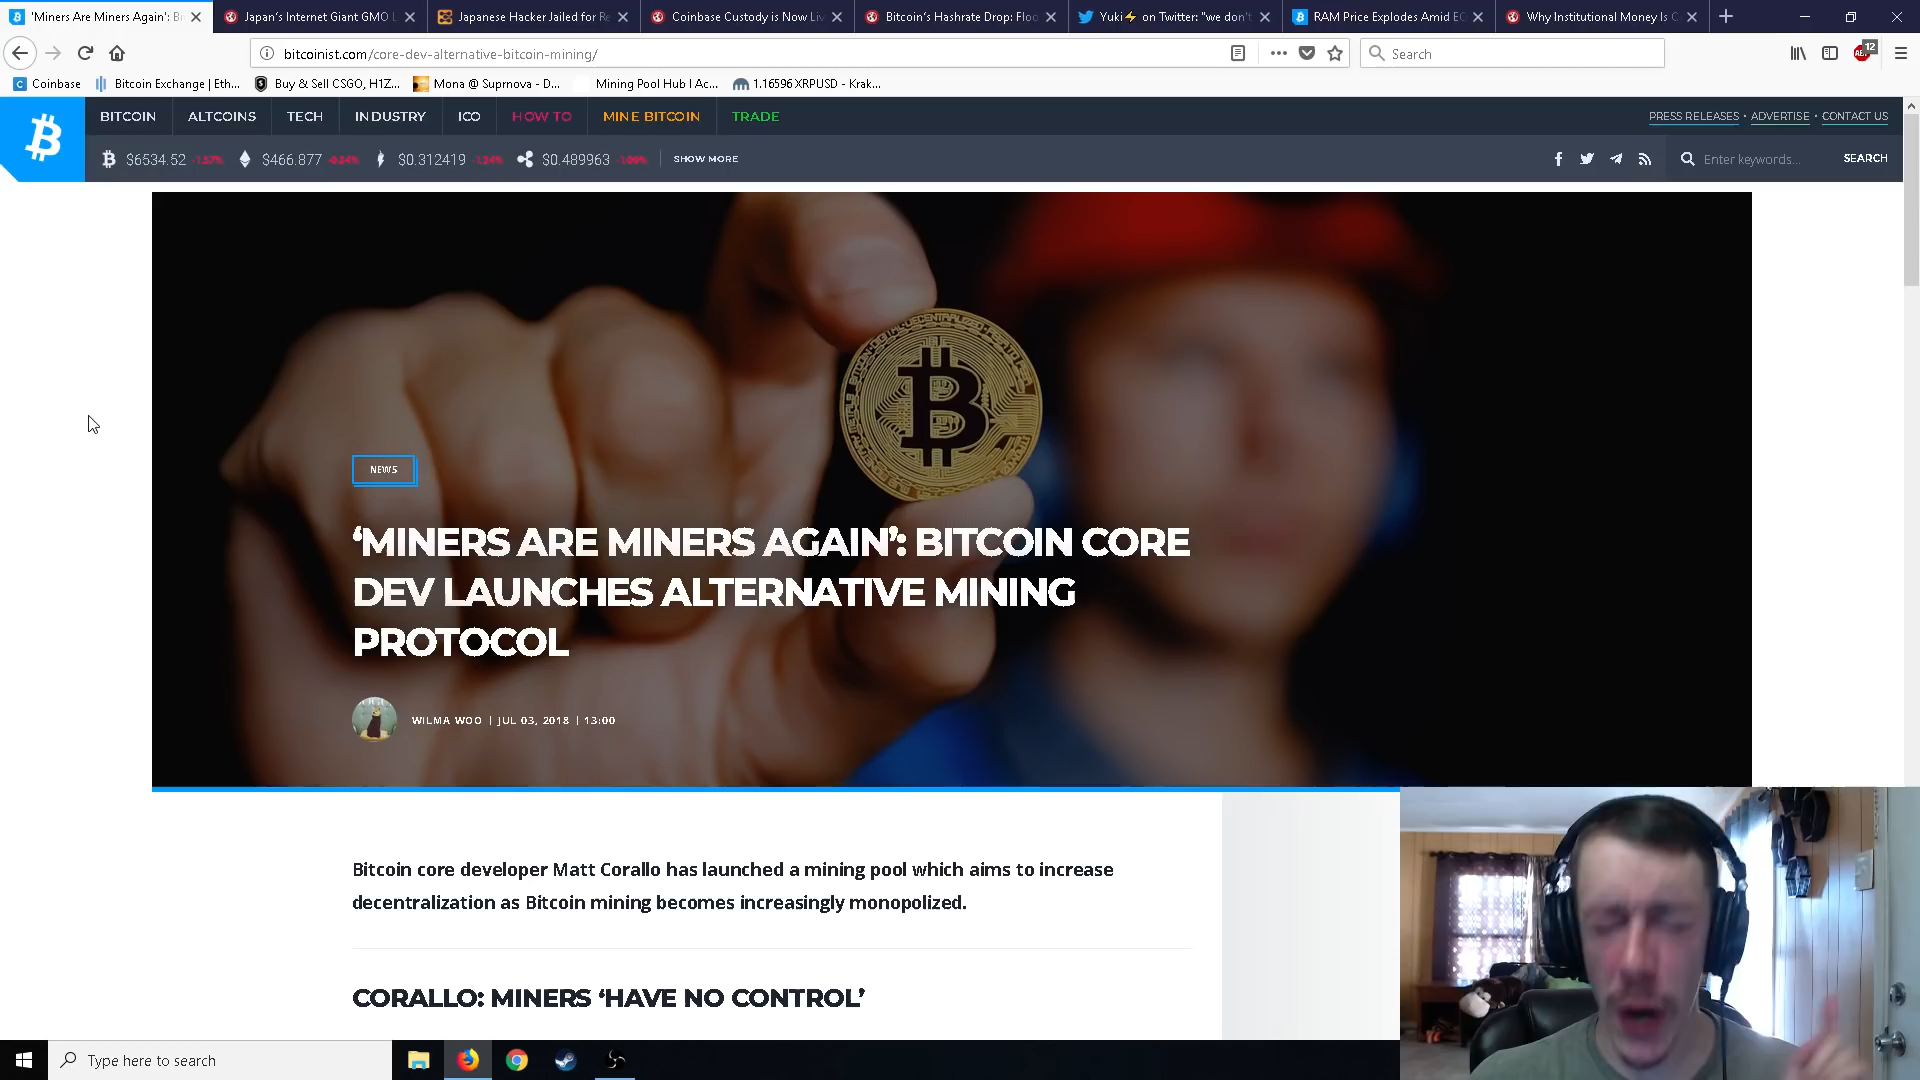 'Miners Are Miners Again': B
Japan's Internet Giant GMO L
Japanese Hacker Jailed for Re
Coinbase Custody is Now Liv
Bitcoin's Hashrate Drop: Floo
Yuki⚡ on Twitter: "we don't
RAM Price Explodes Amid EO
Why Institutional Money Is C
bitcoinist.com/core-dev-alternative-bitcoin-mining/
Search
12
Coinbase
Bitcoin Exchange | Eth...
Buy & Sell CSGO, H1Z...
Mona @ Suprnova - D...
Mining Pool Hub | Ac...
1.16596 XRPUSD - Krak...
BITCOIN
ALTCOINS
TECH
INDUSTRY
ICO
HOW TO
MINE BITCOIN
TRADE
PRESS RELEASES • ADVERTISE • CONTACT US
$6534.52 -1.57%
$466.877
$0.312419 -1.24%
$0.489963 -1.09%
SHOW MORE
Enter keywords...
SEARCH
NEWS
‘MINERS ARE MINERS AGAIN’: BITCOIN CORE
DEV LAUNCHES ALTERNATIVE MINING
PROTOCOL
WILMA WOO | JUL 03, 2018 | 13:00
Bitcoin core developer Matt Corallo has launched a mining pool which aims to increase
decentralization as Bitcoin mining becomes increasingly monopolized.
CORALLO: MINERS ‘HAVE NO CONTROL’
Type here to search